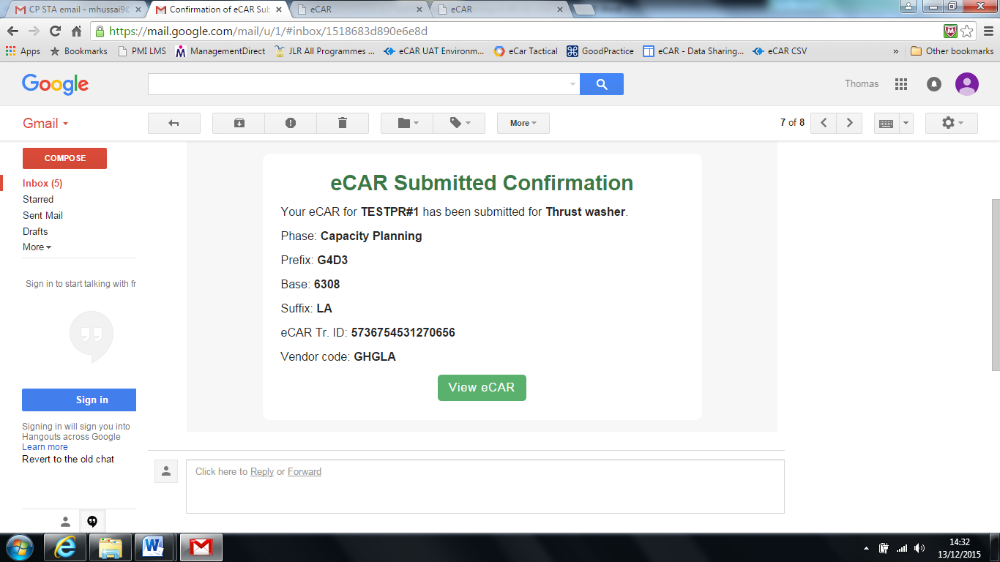 CP STA email - mhussai9@
Confirmation of eCAR Sub
eCAR
eCAR
https://mail.google.com/mail/u/1/#inbox/1518683d890e6e8d
Apps
Bookmarks
PMI LMS
ManagementDirect
JLR All Programmes ...
eCAR UAT Environm...
eCar Tactical
GoodPractice
eCAR - Data Sharing...
eCAR CSV
»
Other bookmarks
Google
Thomas
Gmail
More
7 of 8
COMPOSE
Inbox (5)
Starred
Sent Mail
Drafts
More
Sign in to start talking with fr
Sign in
Signing in will sign you into
Hangouts across Google
Learn more
Revert to the old chat
eCAR Submitted Confirmation
Your eCAR for TESTPR#1 has been submitted for Thrust washer.
Phase: Capacity Planning
Prefix: G4D3
Base: 6308
Suffix: LA
eCAR Tr. ID: 5736754531270656
Vendor code: GHGLA
View eCAR
Click here to Reply or Forward
14:32
13/12/2015